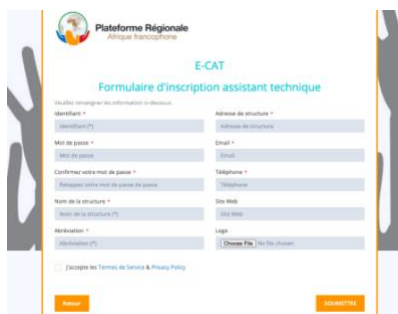 Plateforme Régionale
Afrique francophone
E-CAT
Formulaire d'inscription assistant technique
Veuillez renseigner les information ci-dessous.
Identifiant *
Identifiant (*)
Mot de passe *
Mot de passe
Confirmez votre mot de passe *
Retappez votre mot de passe de passe
Nom de la structure *
Nom de la structure (*)
Abréviation *
Abréviation (*)
Adresse de structure *
Adresse de structure
Email *
Email
Téléphone *
Téléphone
Site Web
Site Web
Logo
Choose File No file chosen
J'accepte les Termes de Service & Privacy Policy
Retour
SOUMETTRE